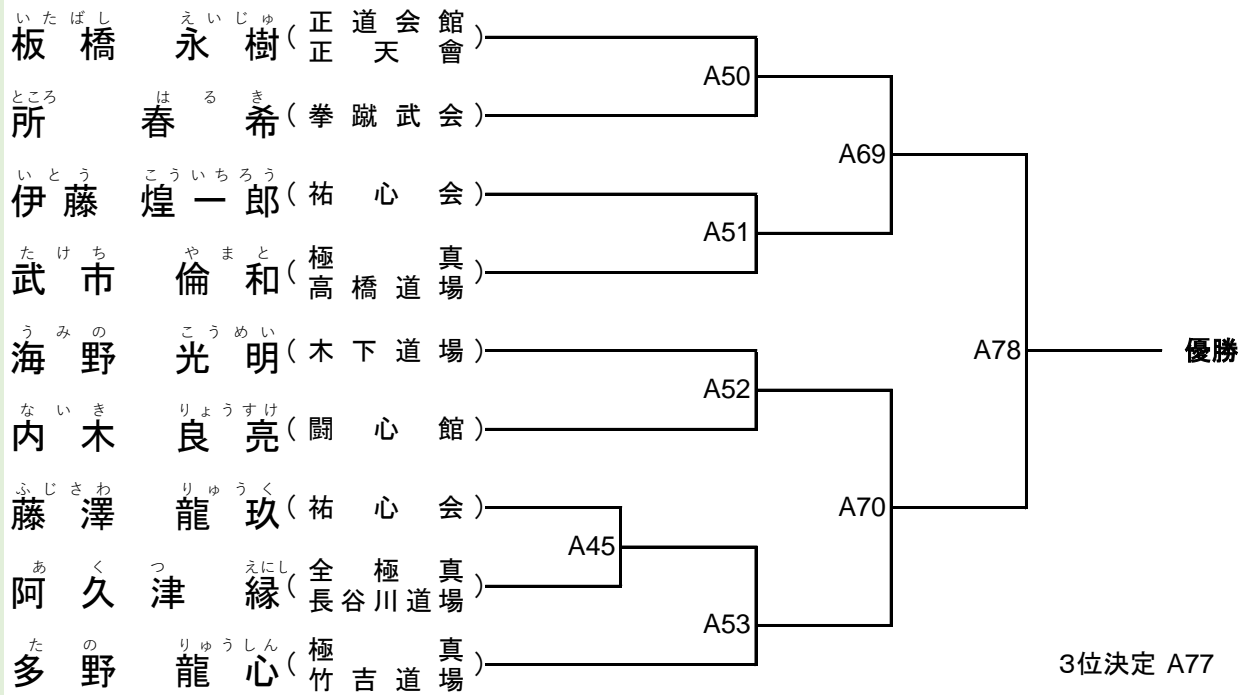 いたばし えいじゅ
板橋 永樹(正道会館正天會)
A50
ところ はるき
所 春希(拳蹴武会)
A69
いとう こういちろう
伊藤 煌一郎(祐心会)
A51
たけち やまと
武市 倫和(極真高橋道場)
うみの こうめい
海野 光明(木下道場)
A78 優勝
A52
ないき りょうすけ
内木 良亮(闘心館)
ふじさわ りゅうく
藤澤 龍玖(祐心会)
A70
A45
あくつ えにし
阿久津 縁(全極真長谷川道場)
A53
たの りゅうしん
多野 龍心(極真竹吉道場)
3位決定 A77